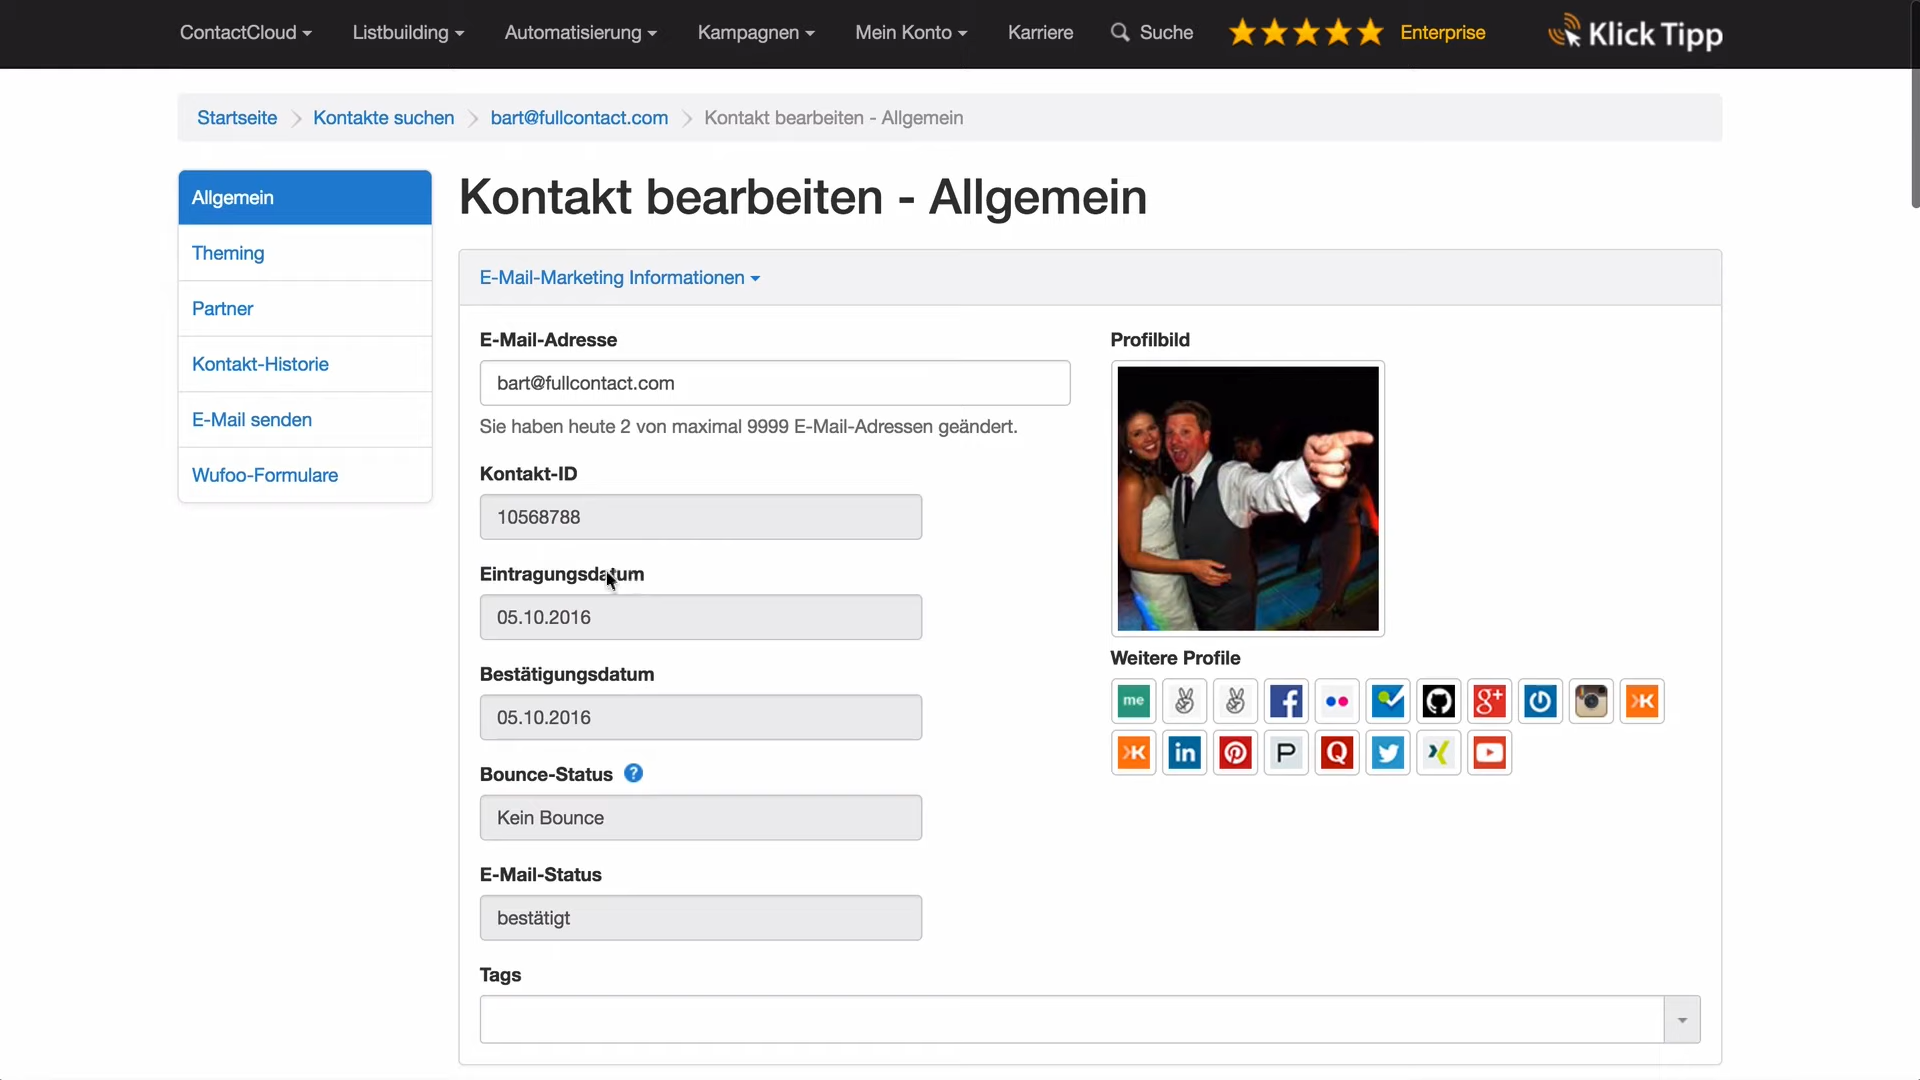 ContactCloud Listbuilding Automatisierung Kampagnen Mein Konto Karriere Suche Enterprise Klick Tipp
Startseite Kontakte suchen bart@fullcontact.com Kontakt bearbeiten - Allgemein
Allgemein
Theming
Partner
Kontakt-Historie
E-Mail senden
Wufoo-Formulare
Kontakt bearbeiten - Allgemein
E-Mail-Marketing Informationen
E-Mail-Adresse
bart@fullcontact.com
Sie haben heute 2 von maximal 9999 E-Mail-Adressen geändert.
Kontakt-ID
10568788
Eintragungsdatum
05.10.2016
Bestätigungsdatum
05.10.2016
Bounce-Status ?
Kein Bounce
E-Mail-Status
bestätigt
Tags
Profilbild
Weitere Profile
me
g+
in
P
Q